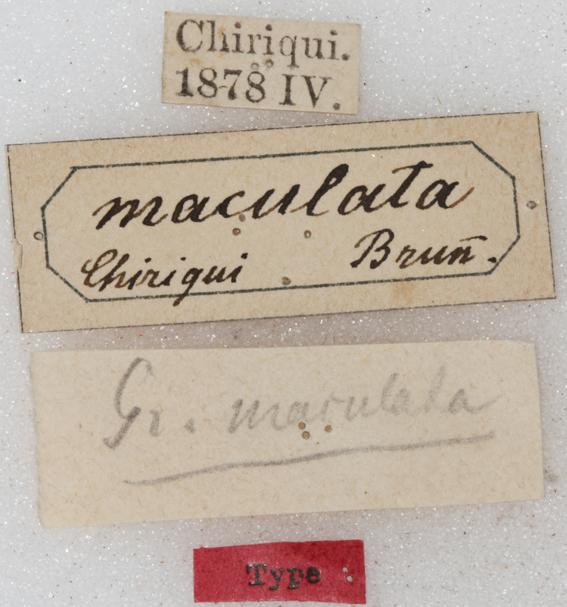 Chiriqui.
1878 IV.
maculata
Chiriqui Brun̄.
Gr. maculata
Type